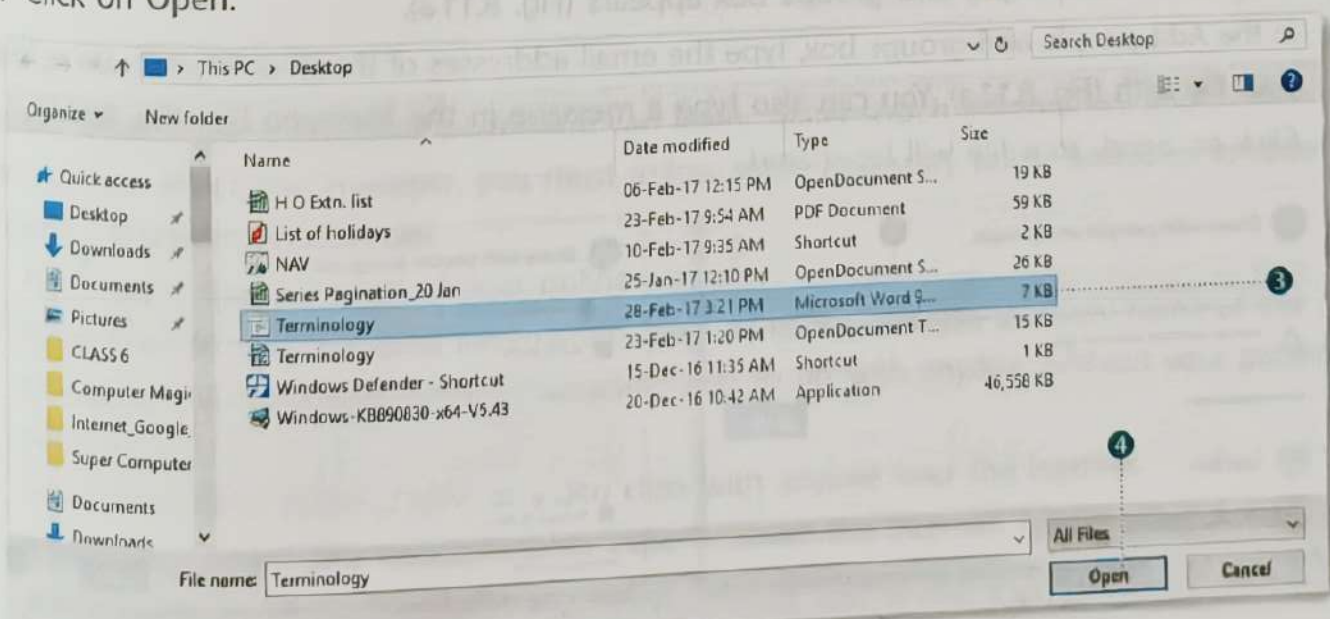 Click on Open.
This PC > Desktop
Search Desktop
Organize
New folder
Name Date modified Type Size
H O Extn. list 06-Feb-17 12:15 PM OpenDocument S... 19 KB
List of holidays 23-Feb-17 9:54 AM PDF Document 59 KB
NAV 10-Feb-17 9:35 AM Shortcut 2 KB
Series Pagination_20 Jan 25-Jan-17 12:10 PM OpenDocument S... 26 KB
Terminology 28-Feb-17 3:21 PM Microsoft Word 9... 7 KB
3
Terminology 23-Feb-17 1:20 PM OpenDocument T... 15 KB
Windows Defender - Shortcut 15-Dec-16 11:35 AM Shortcut 1 KB
Windows-KB890830-x64-V5.43 20-Dec-16 10:42 AM Application 46,558 KB
Quick access
Desktop
Downloads
Documents
Pictures
CLASS 6
Computer Magi
Internet_Google_
Super Computer
Documents
Downloads
4
File name: Terminology
All Files
Open
Cancel